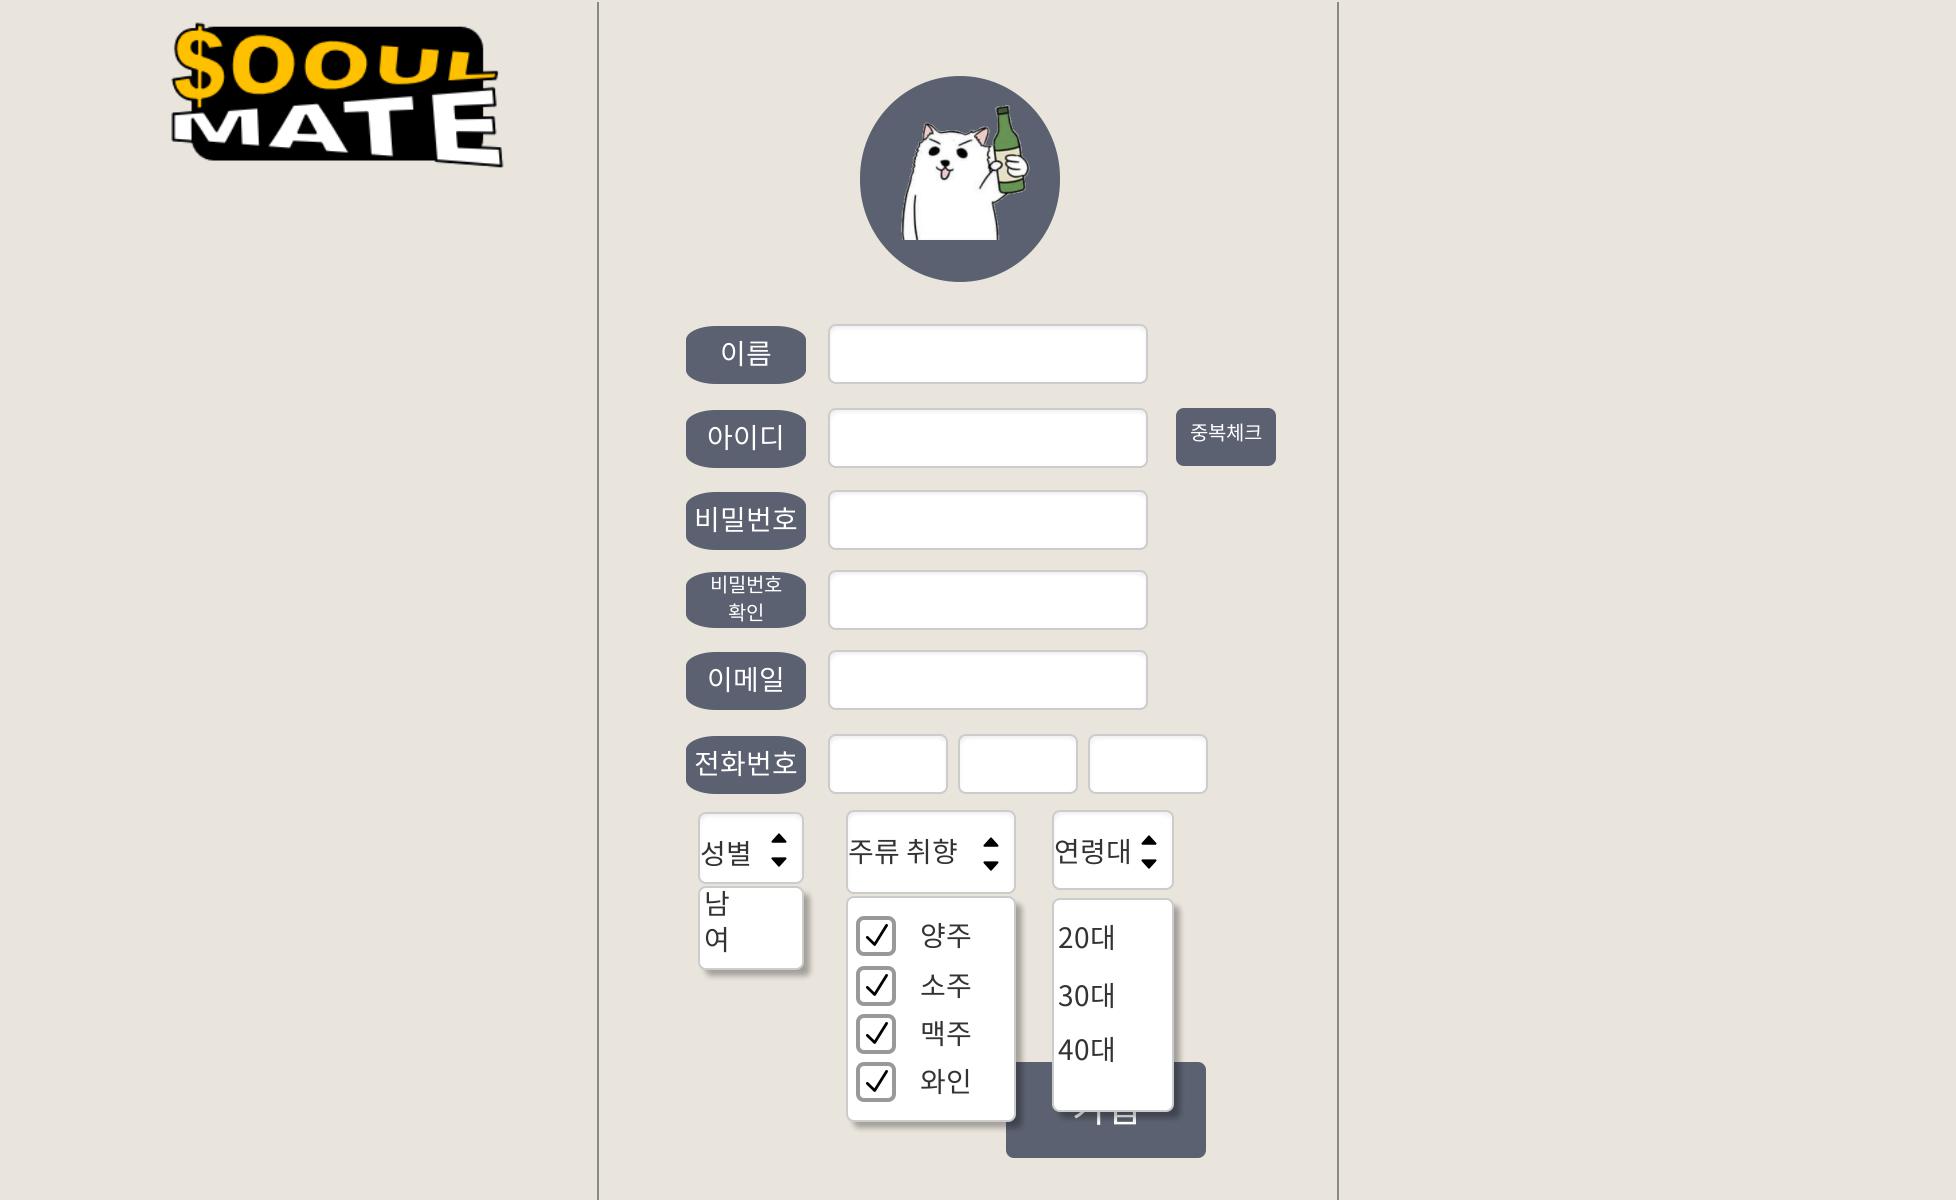 $OOUL
MATE
이름
아이디
중복체크
비밀번호
비밀번호
확인
이메일
전화번호
성별
주류 취향
연령대
남
여
양주
소주
맥주
와인
20대
30대
40대